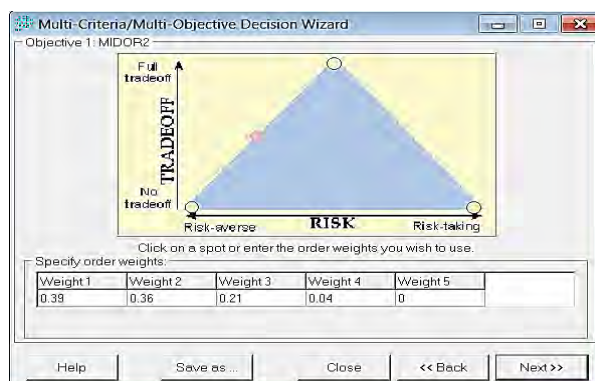 Multi-Criteria/Multi-Objective Decision Wizard
Objective 1: MIDOR2
Full
tradeoff
TRADEOFF
No
tradeoff
Risk-averse RISK Risk-taking
Click on a spot or enter the order weights you wish to use.
Specify order weights:
Weight 1 Weight 2 Weight 3 Weight 4 Weight 5
0.39 0.36 0.21 0.04 0
Help Save as ... Close << Back Next >>